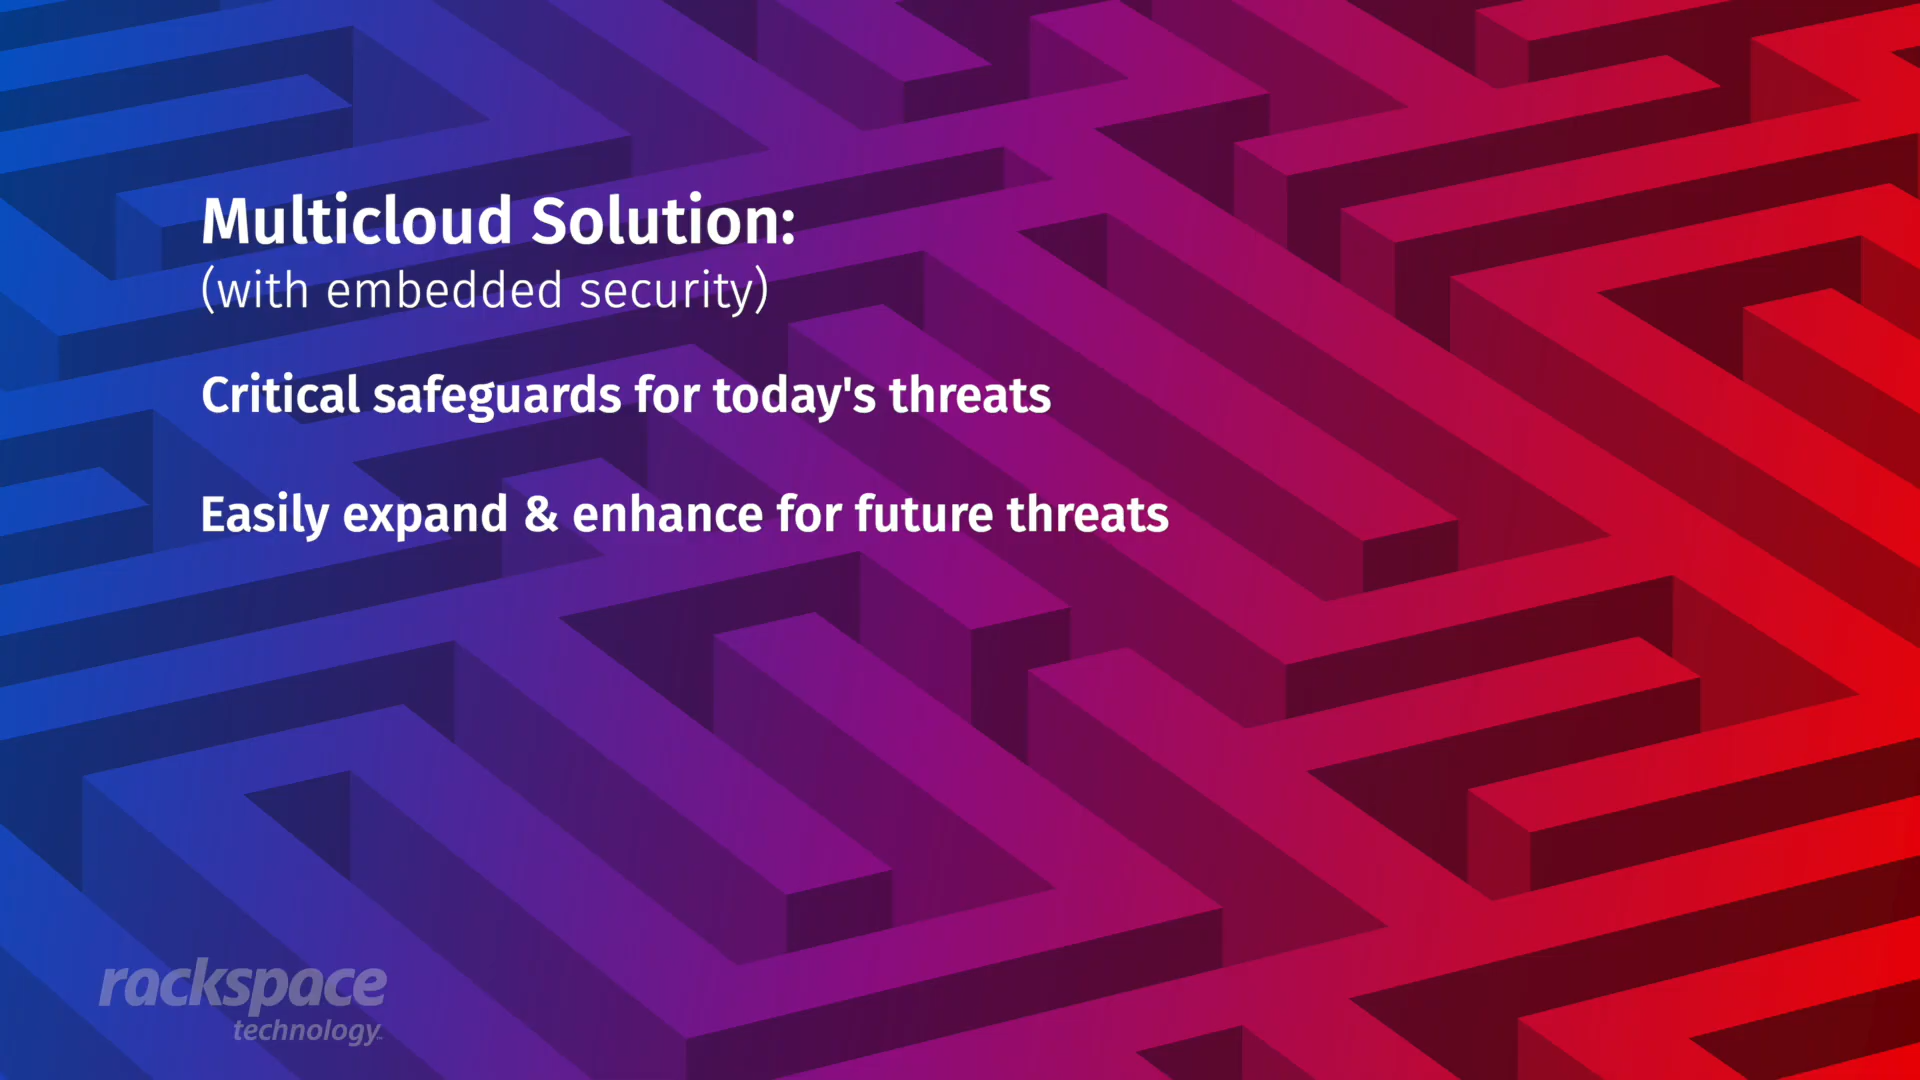 Multicloud Solution:
(with embedded security)
Critical safeguards for today's threats
Easily expand & enhance for future threats
rackspace
technology